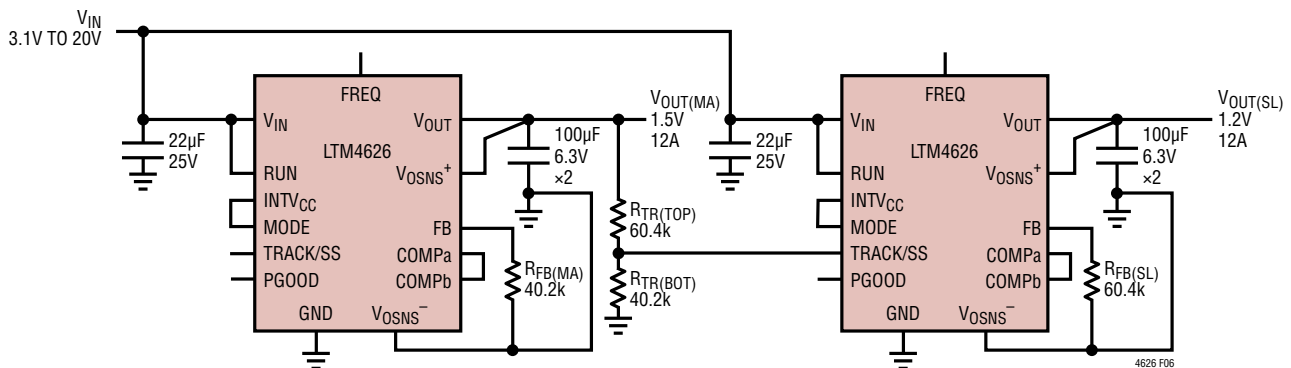 VIN
3.1V TO 20V
22µF
25V
FREQ
VIN
VOUT
LTM4626
RUN
VOSNS+
INTVCC
MODE
FB
TRACK/SS
COMPa
PGOOD
COMPb
GND
VOSNS−
VOUT(MA)
1.5V
12A
100µF
6.3V
×2
RFB(MA)
40.2k
RTR(TOP)
60.4k
RTR(BOT)
40.2k
22µF
25V
FREQ
VIN
VOUT
LTM4626
RUN
VOSNS+
INTVCC
MODE
FB
TRACK/SS
COMPa
PGOOD
COMPb
GND
VOSNS−
VOUT(SL)
1.2V
12A
100µF
6.3V
×2
RFB(SL)
60.4k
4626 F06